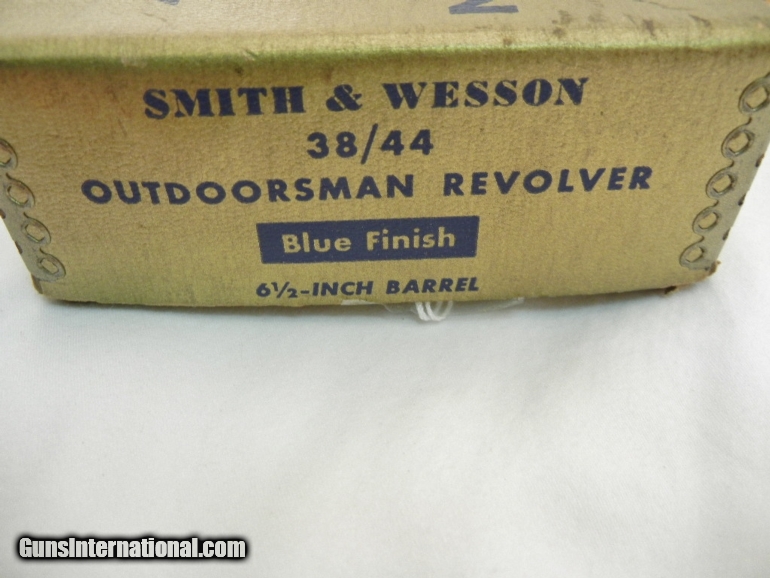 SMITH & WESSON
38/44
OUTDOORSMAN REVOLVER
Blue Finish
6½-INCH BARREL
GunsInternational.com